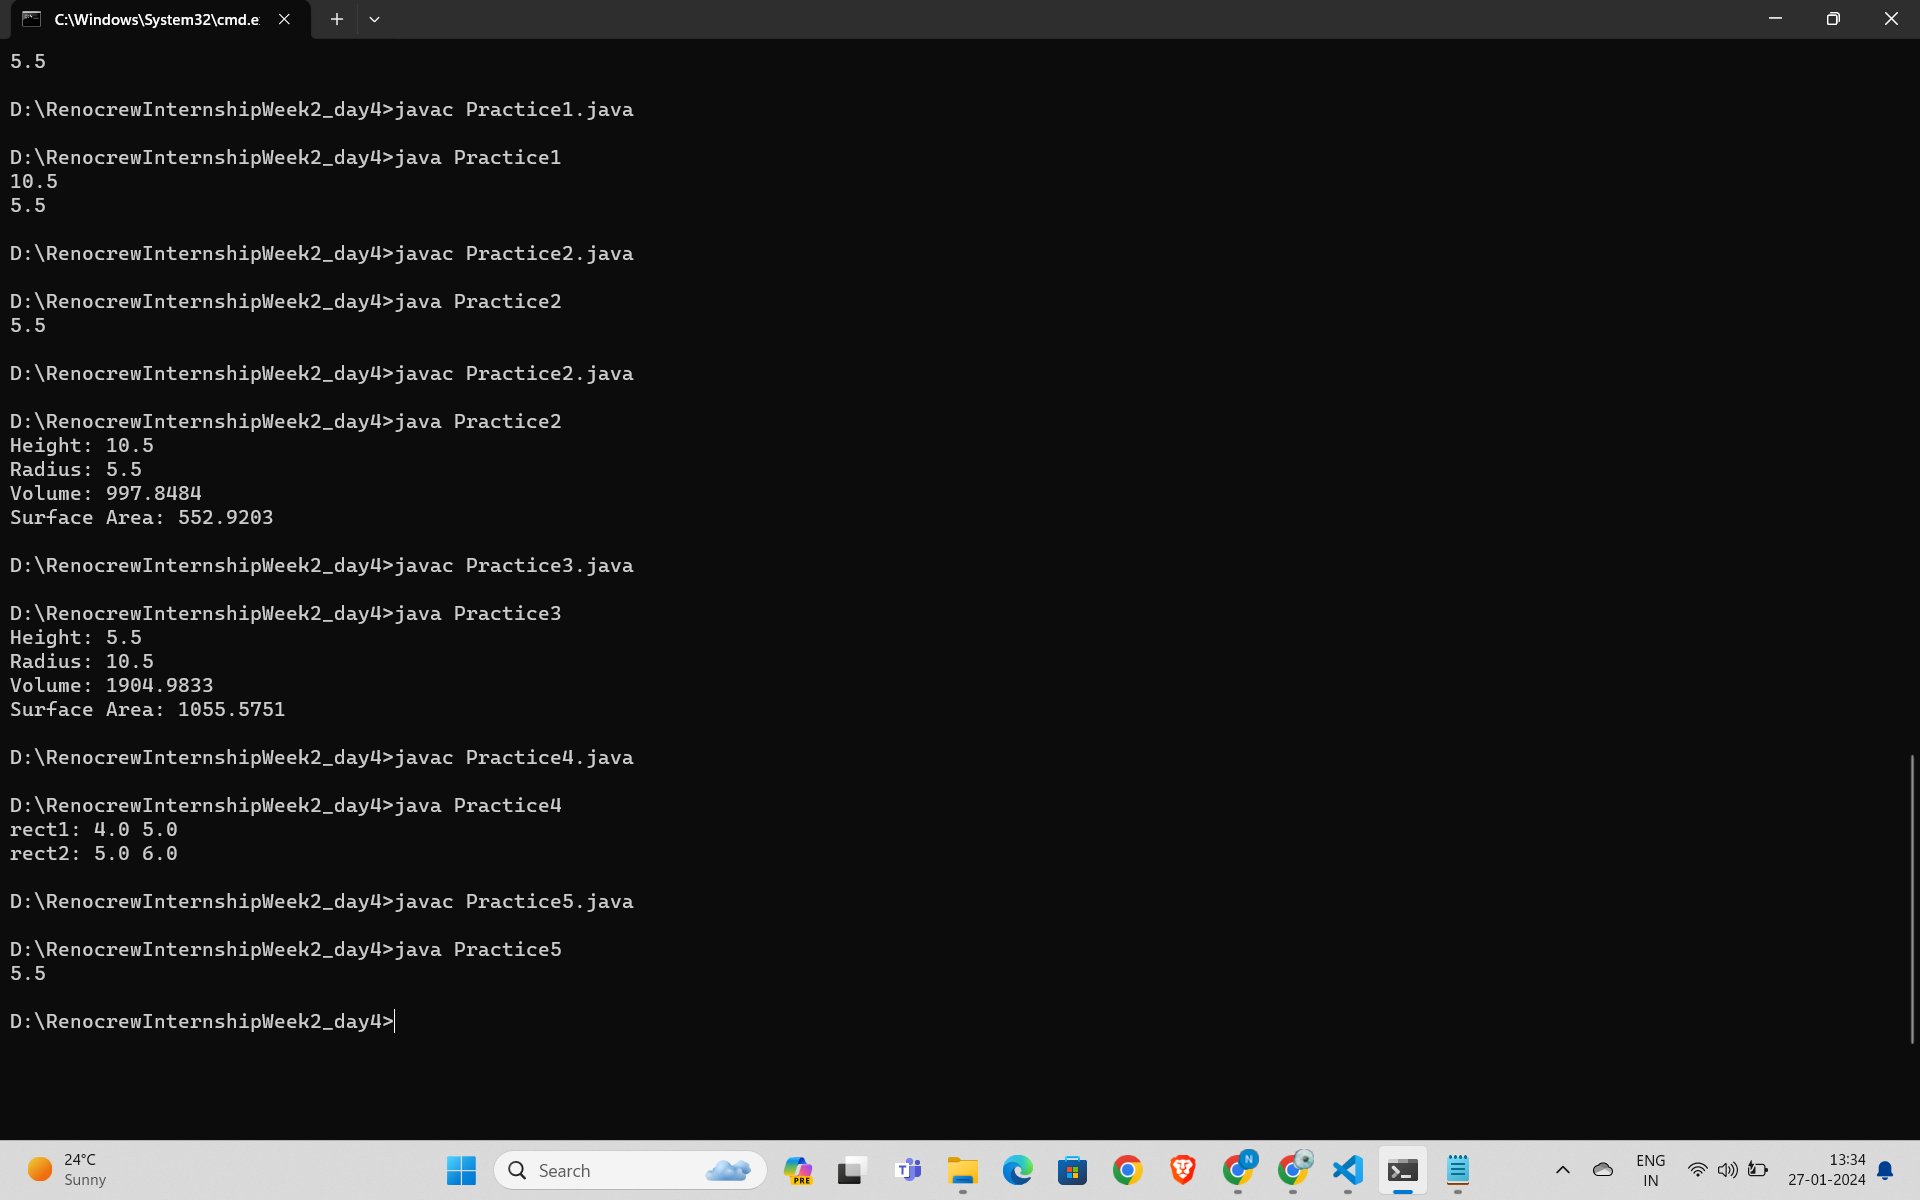 C:\Windows\System32\cmd.e
5.5
D:\RenocrewInternshipWeek2_day4>javac Practice1.java
D:\RenocrewInternshipWeek2_day4>java Practice1
10.5
5.5
D:\RenocrewInternshipWeek2_day4>javac Practice2.java
D:\RenocrewInternshipWeek2_day4>java Practice2
5.5
D:\RenocrewInternshipWeek2_day4>javac Practice2.java
D:\RenocrewInternshipWeek2_day4>java Practice2
Height: 10.5
Radius: 5.5
Volume: 997.8484
Surface Area: 552.9203
D:\RenocrewInternshipWeek2_day4>javac Practice3.java
D:\RenocrewInternshipWeek2_day4>java Practice3
Height: 5.5
Radius: 10.5
Volume: 1904.9833
Surface Area: 1055.5751
D:\RenocrewInternshipWeek2_day4>javac Practice4.java
D:\RenocrewInternshipWeek2_day4>java Practice4
rect1: 4.0 5.0
rect2: 5.0 6.0
D:\RenocrewInternshipWeek2_day4>javac Practice5.java
D:\RenocrewInternshipWeek2_day4>java Practice5
5.5
D:\RenocrewInternshipWeek2_day4>
24°C
Sunny
Search
PRE
N
ENG
IN
13:34
27-01-2024